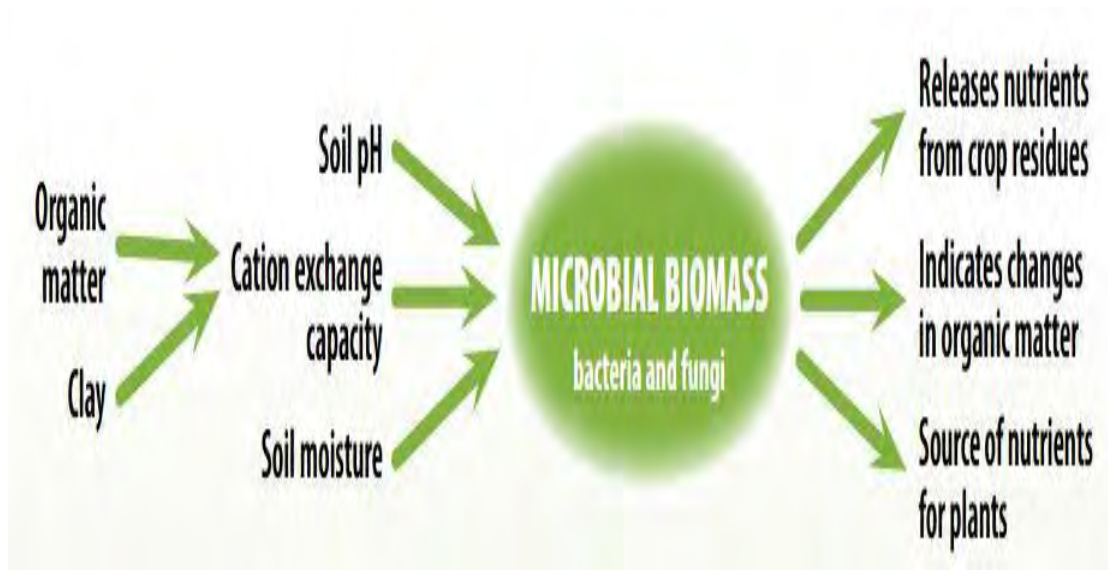 Organic
matter
Clay
Soil pH
Cation exchange
capacity
Soil moisture
MICROBIAL BIOMASS
bacteria and fungi
Releases nutrients
from crop residues
Indicates changes
in organic matter
Source of nutrients
for plants